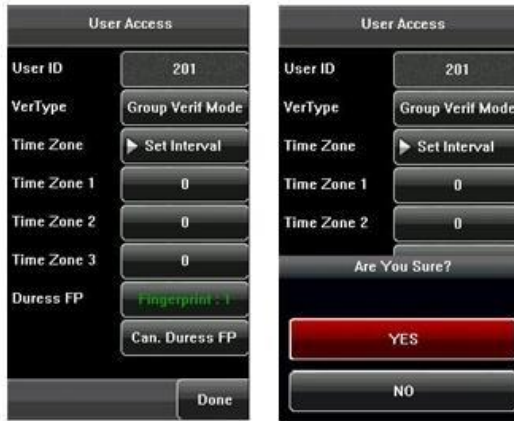 User Access
User ID 201
VerType Group Verif Mode
Time Zone Set Interval
Time Zone 1 0
Time Zone 2 0
Time Zone 3 0
Duress FP Fingerprint : 1
Can. Duress FP
Done
User Access
User ID 201
VerType Group Verif Mode
Time Zone Set Interval
Time Zone 1 0
Time Zone 2 0
Are You Sure?
YES
NO